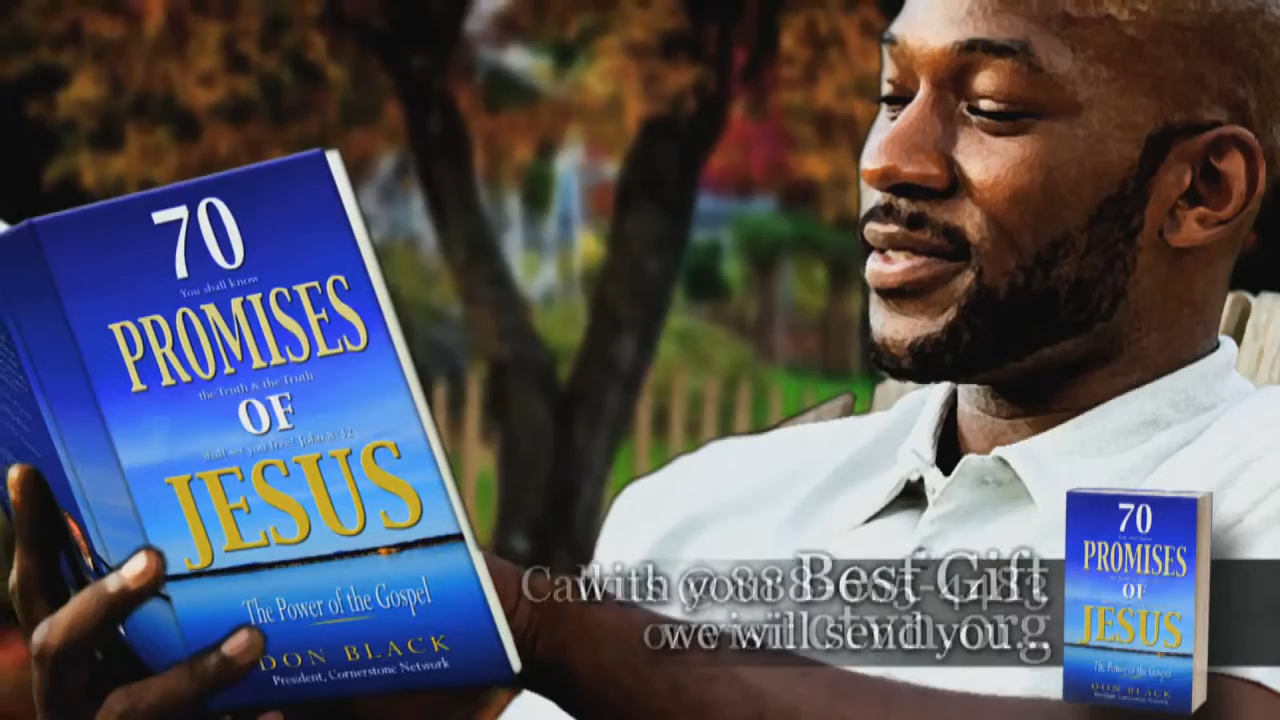 70
You shall know
PROMISES
the Truth & the Truth
OF
shall set you free! John 8:32
JESUS
The Power of the Gospel
DON BLACK
President, Cornerstone Network
with your Best Gift
we will send you...
70
PROMISES
OF
JESUS
The Power of the Gospel
DON BLACK